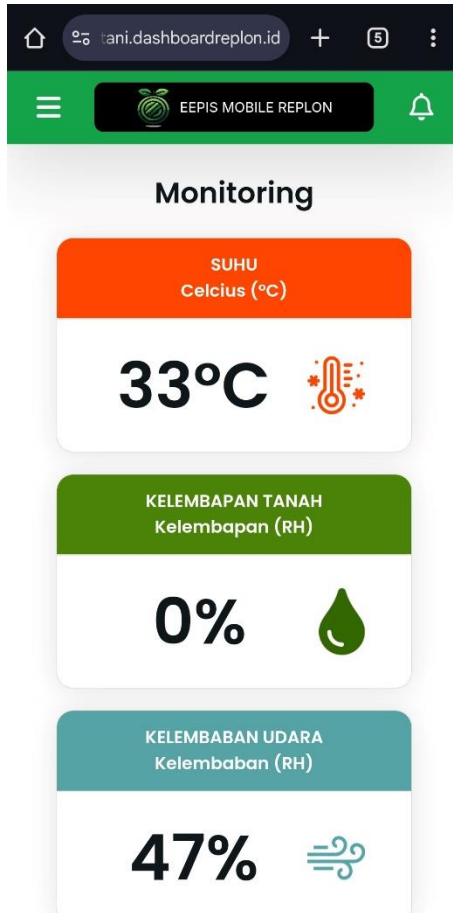 tani.dashboardreplon.id
5
EEPIS MOBILE REPLON
Monitoring
SUHU
Celcius (°C)
33°C
KELEMBAPAN TANAH
Kelembapan (RH)
0%
KELEMBABAN UDARA
Kelembaban (RH)
47%